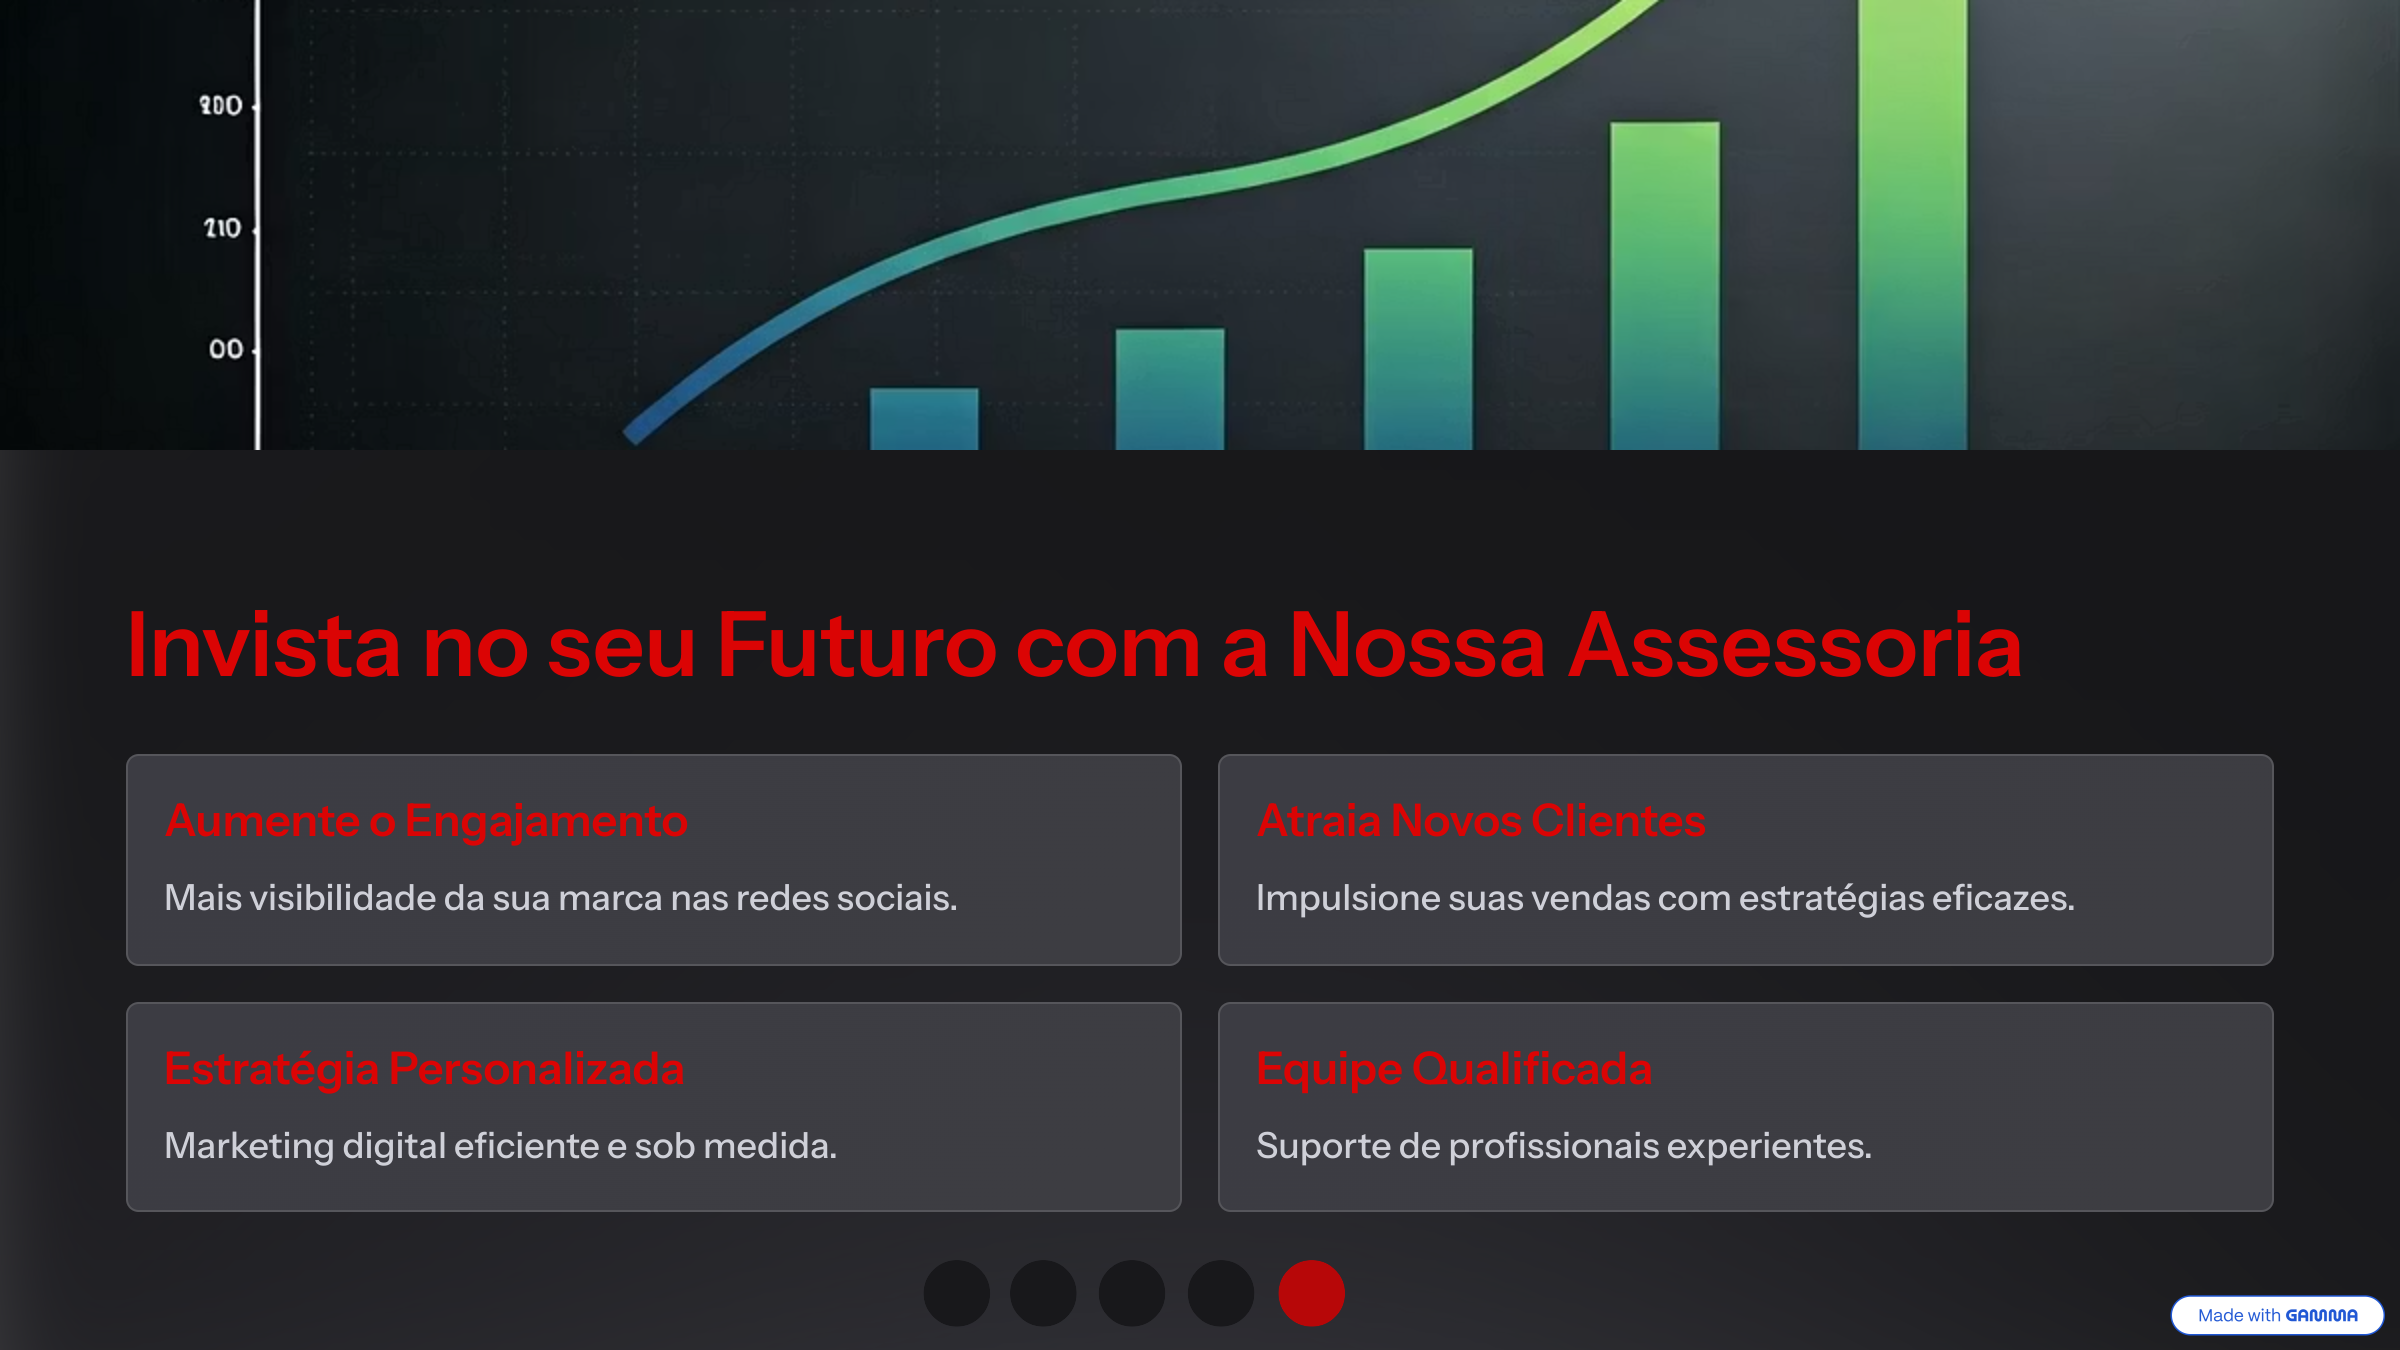 210
00
Invista no seu Futuro com a Nossa Assessoria
Aumente o Engajamento
Mais visibilidade da sua marca nas redes sociais.
Atraia Novos Clientes
Impulsione suas vendas com estratégias eficazes.
Estratégia Personalizada
Marketing digital eficiente e sob medida.
Equipe Qualificada
Suporte de profissionais experientes.
Made with GAMMA